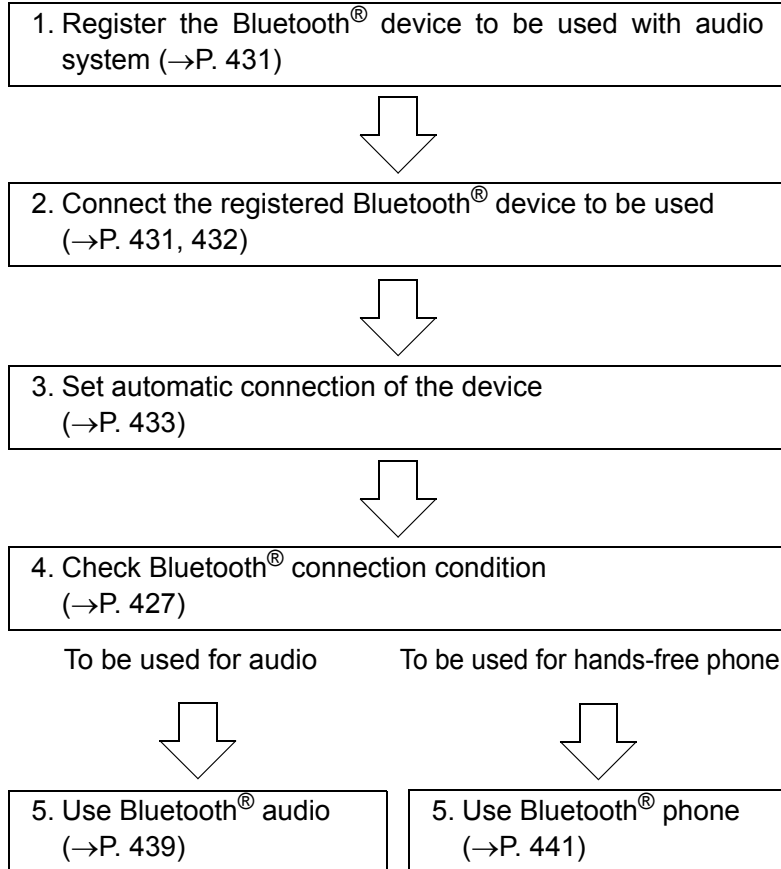 1. Register the Bluetooth® device to be used with audio
system (→P. 431)
2. Connect the registered Bluetooth® device to be used
(→P. 431, 432)
3. Set automatic connection of the device
(→P. 433)
4. Check Bluetooth® connection condition
(→P. 427)
To be used for audio
To be used for hands-free phone
5. Use Bluetooth® audio
(→P. 439)
5. Use Bluetooth® phone
(→P. 441)